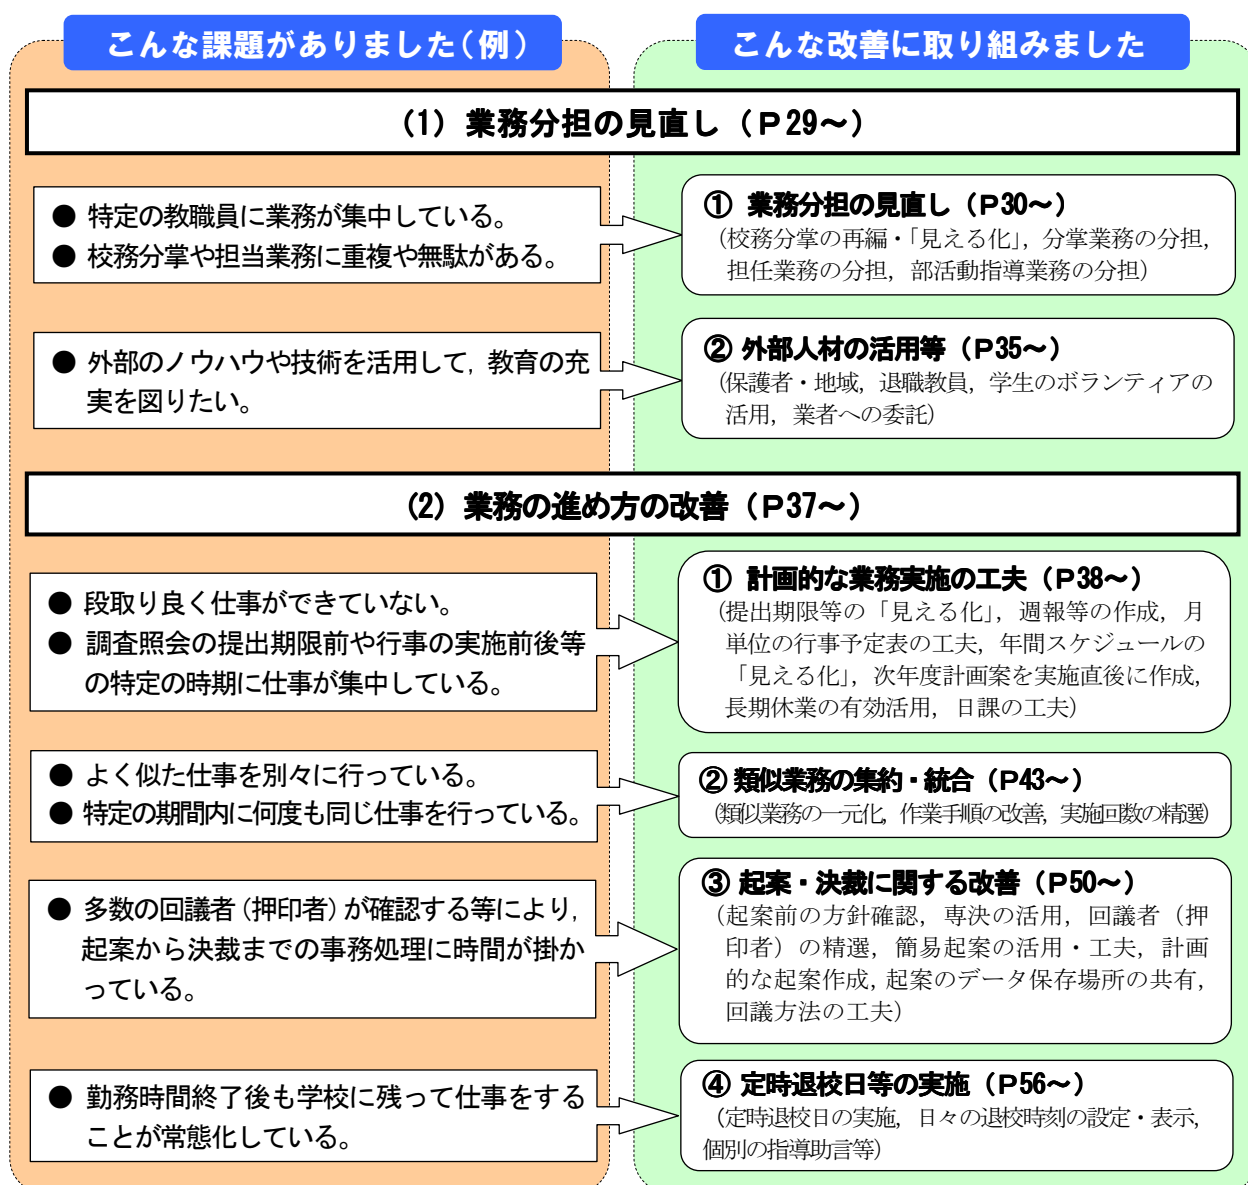 こんな課題がありました(例)
こんな改善に取り組みました
(1) 業務分担の見直し(P29~)
● 特定の教職員に業務が集中している。
● 校務分掌や担当業務に重複や無駄がある。
① 業務分担の見直し(P30~)
(校務分掌の再編・「見える化」,分掌業務の分担,
担任業務の分担,部活動指導業務の分担)
● 外部のノウハウや技術を活用して,教育の充
実を図りたい。
② 外部人材の活用等(P35~)
(保護者・地域,退職教員,学生のボランティアの
活用,業者への委託)
(2) 業務の進め方の改善(P37~)
● 段取り良く仕事ができていない。
● 調査照会の提出期限前や行事の実施前後等
の特定の時期に仕事が集中している。
① 計画的な業務実施の工夫(P38~)
(提出期限等の「見える化」,週報等の作成,月
単位の行事予定表の工夫,年間スケジュールの
「見える化」,次年度計画案を実施直後に作成,
長期休業の有効活用,日課の工夫)
● よく似た仕事を別々に行っている。
● 特定の期間内に何度も同じ仕事を行っている。
② 類似業務の集約・統合(P43~)
(類似業務の一元化,作業手順の改善,実施回数の精選)
● 多数の回議者(押印者)が確認する等により,
起案から決裁までの事務処理に時間が掛か
っている。
③ 起案・決裁に関する改善(P50~)
(起案前の方針確認,専決の活用,回議者(押
印者)の精選,簡易起案の活用・工夫,計画
的な起案作成,起案のデータ保存場所の共有,
回議方法の工夫)
● 勤務時間終了後も学校に残って仕事をする
ことが常態化している。
④ 定時退校日等の実施(P56~)
(定時退校日の実施,日々の退校時刻の設定・表示,
個別の指導助言等)